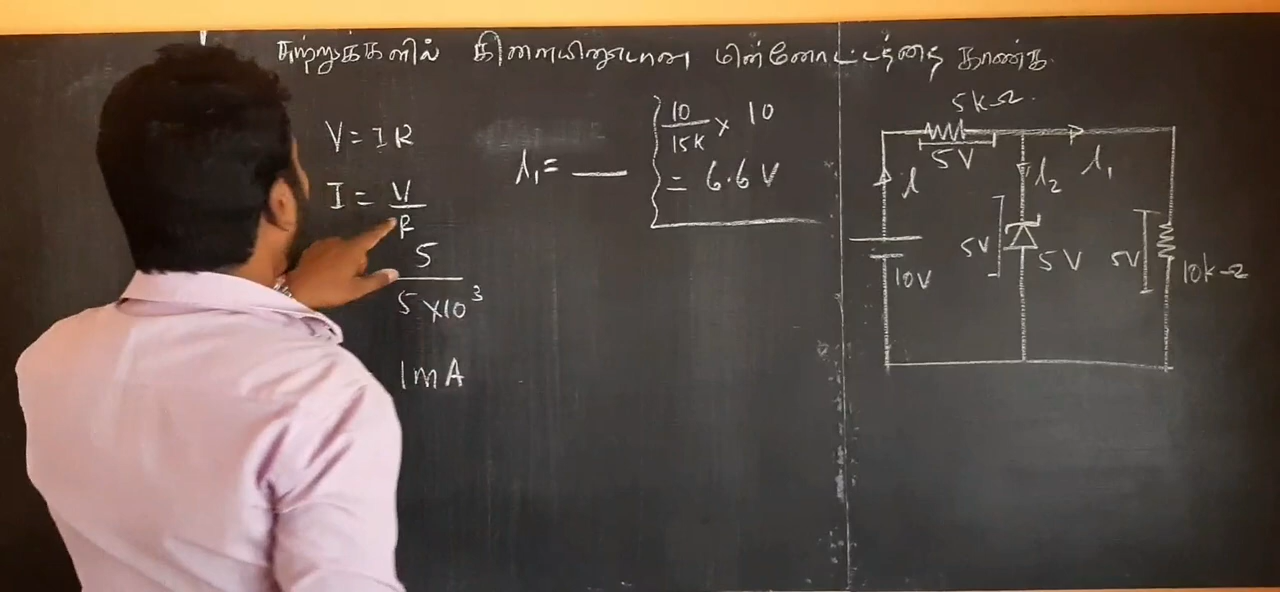 சுற்றுக்களில் கிளையினூடான மின்னோட்டத்தை காண்க.
V = IR
I = V/R
5
5 × 10³
1mA
i₁ =
10/15k × 10
= 6.6 V
5kΩ
5V
i
i₂
i₁
10V
5V
5V
5V
10kΩ